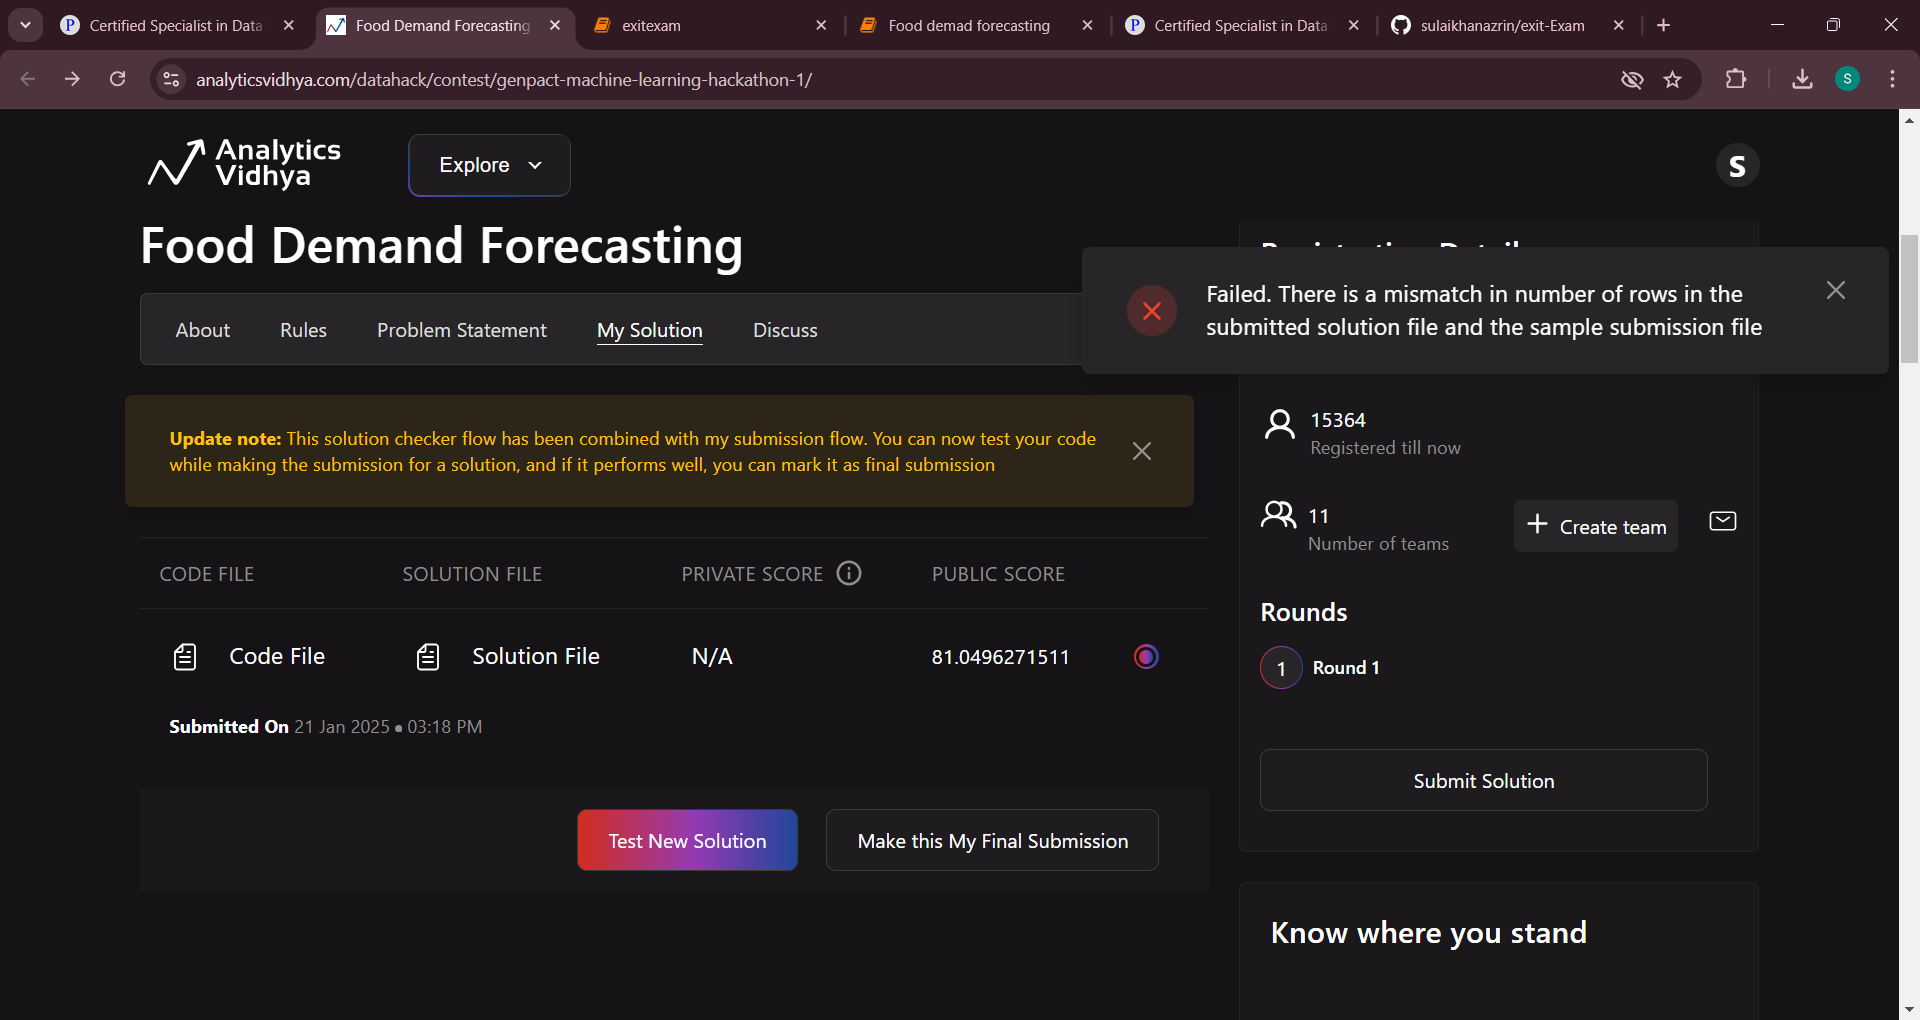 Certified Specialist in Data
Food Demand Forecasting
exitexam
Food demad forecasting
Certified Specialist in Data
sulaikhanazrin/exit-Exam
analyticsvidhya.com/datahack/contest/genpact-machine-learning-hackathon-1/
S
Analytics
Vidhya
Explore
S
Food Demand Forecasting
Failed. There is a mismatch in number of rows in the
submitted solution file and the sample submission file
About
Rules
Problem Statement
My Solution
Discuss
Update note: This solution checker flow has been combined with my submission flow. You can now test your code
while making the submission for a solution, and if it performs well, you can mark it as final submission
15364
Registered till now
11
Number of teams
Create team
CODE FILE
SOLUTION FILE
PRIVATE SCORE
PUBLIC SCORE
Code File
Solution File
N/A
81.0496271511
Submitted On 21 Jan 2025 • 03:18 PM
Rounds
1
Round 1
Submit Solution
Test New Solution
Make this My Final Submission
Know where you stand